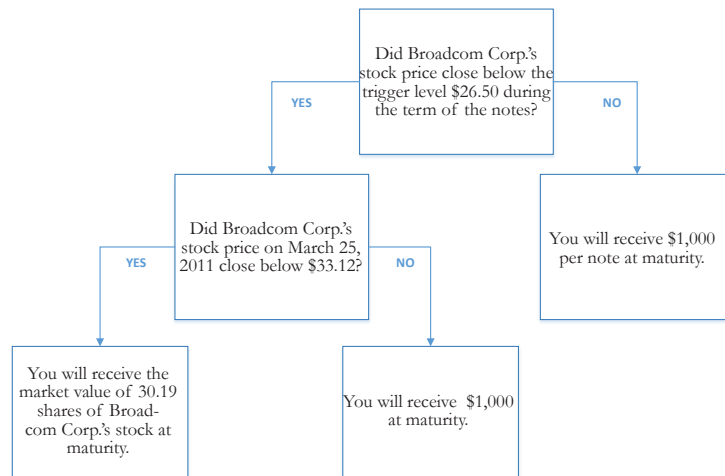 Did Broadcom Corp.'s
stock price close below the
trigger level $26.50 during
the term of the notes?
YES
NO
Did Broadcom Corp.'s
stock price on March 25,
2011 close below $33.12?
You will receive $1,000
per note at maturity.
YES
NO
You will receive the
market value of 30.19
shares of Broad-
com Corp.'s stock at
maturity.
You will receive $1,000
at maturity.